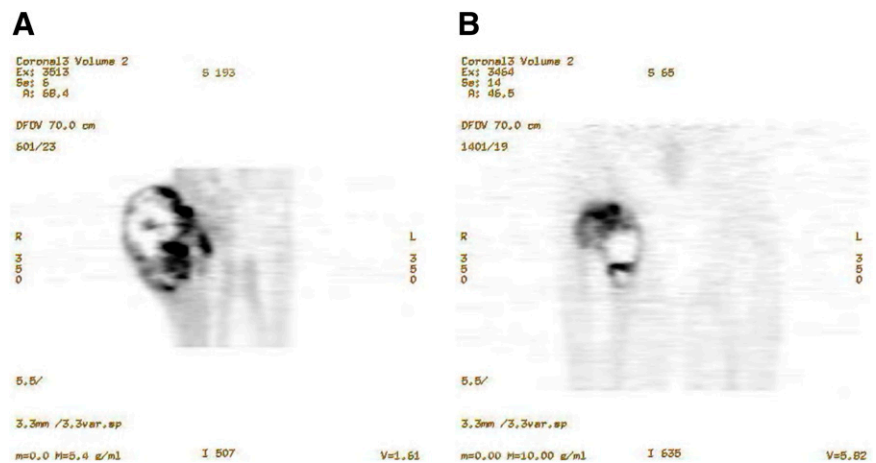 A
Coronal3 Volume 2
Ex: 3513
Se: 6
A: 68.4
S 193
DFOV 70.0 cm
601/23
R
L
3
5
0
3
5
0
5.5/
3.3mm /3.3var.sp
m=0.0 M=5.4 g/ml
I 507
V=1.61
B
Coronal3 Volume 2
Ex: 3464
Se: 14
A: 46.5
S 65
DFOV 70.0 cm
1401/19
R
L
3
5
0
3
5
0
5.5/
3.3mm /3.3var.sp
m=0.00 M=10.00 g/ml
I 635
V=5.82